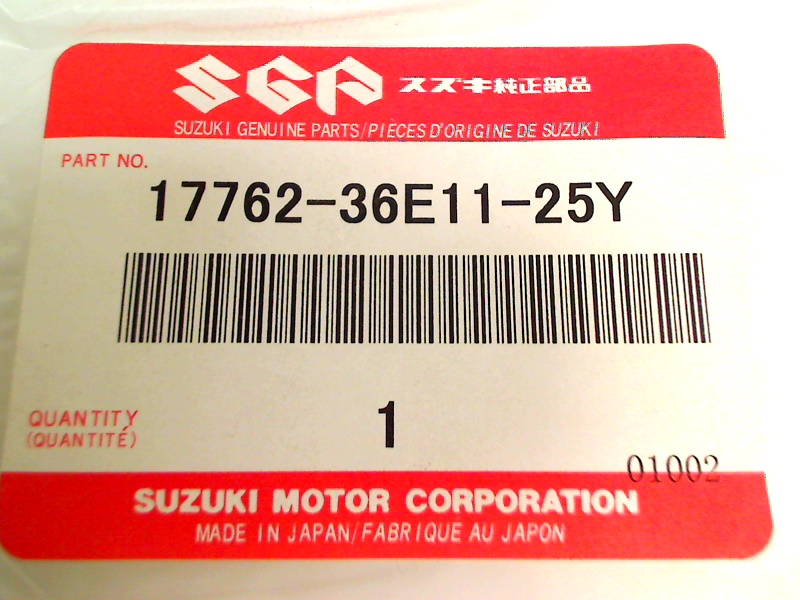 SGP スズキ純正部品
SUZUKI GENUINE PARTS/PIÈCES D'ORIGINE DE SUZUKI
PART NO.
17762-36E11-25Y
QUANTITY
(QUANTITÉ)
1
01002
SUZUKI MOTOR CORPORATION
MADE IN JAPAN/FABRIQUE AU JAPON